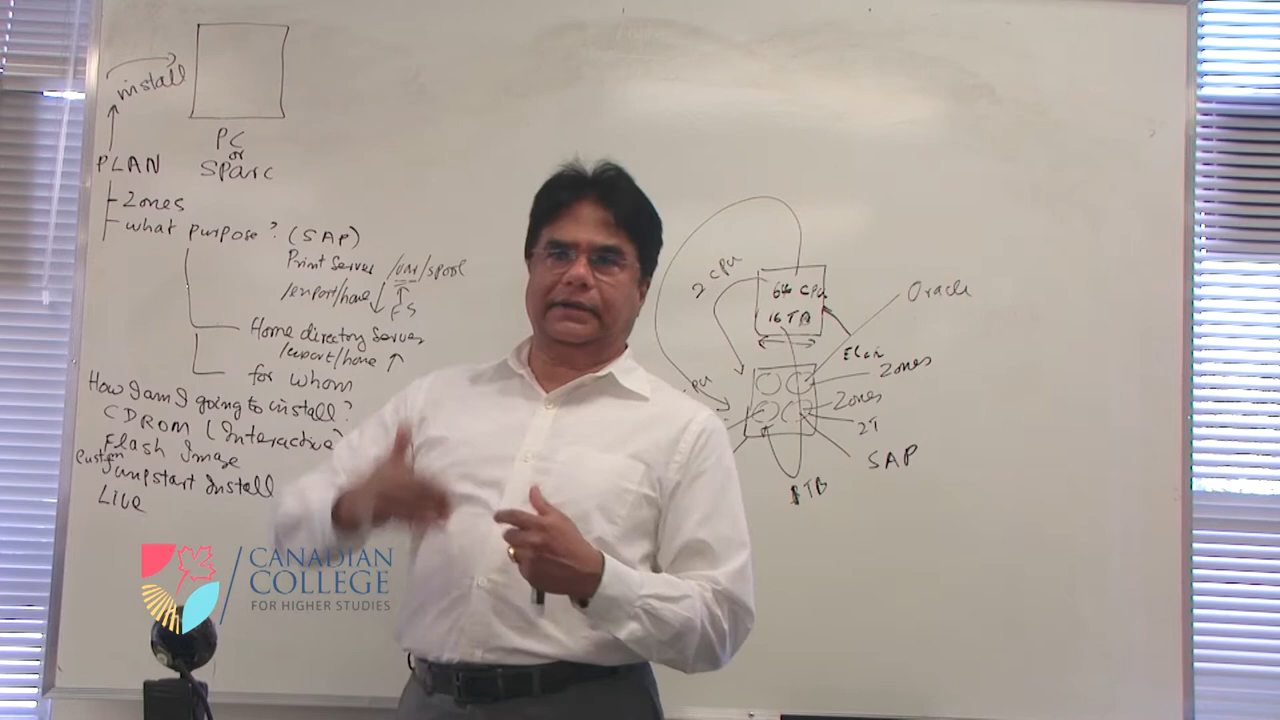 install
PC
or
SPARC
PLAN
Zones
what purpose? (SAP)
Print Server /var/spool
/export/home FS
Home directory Server
/export/home
for whom
How I am I going to install?
CDROM (Interactive)
Flash Image
Custom
Jumpstart Install
Live
2 CPU
64 CPU
16 TB
Oracle
Zones
Zones
2T
SAP
1 TB
CANADIAN
COLLEGE
FOR HIGHER STUDIES